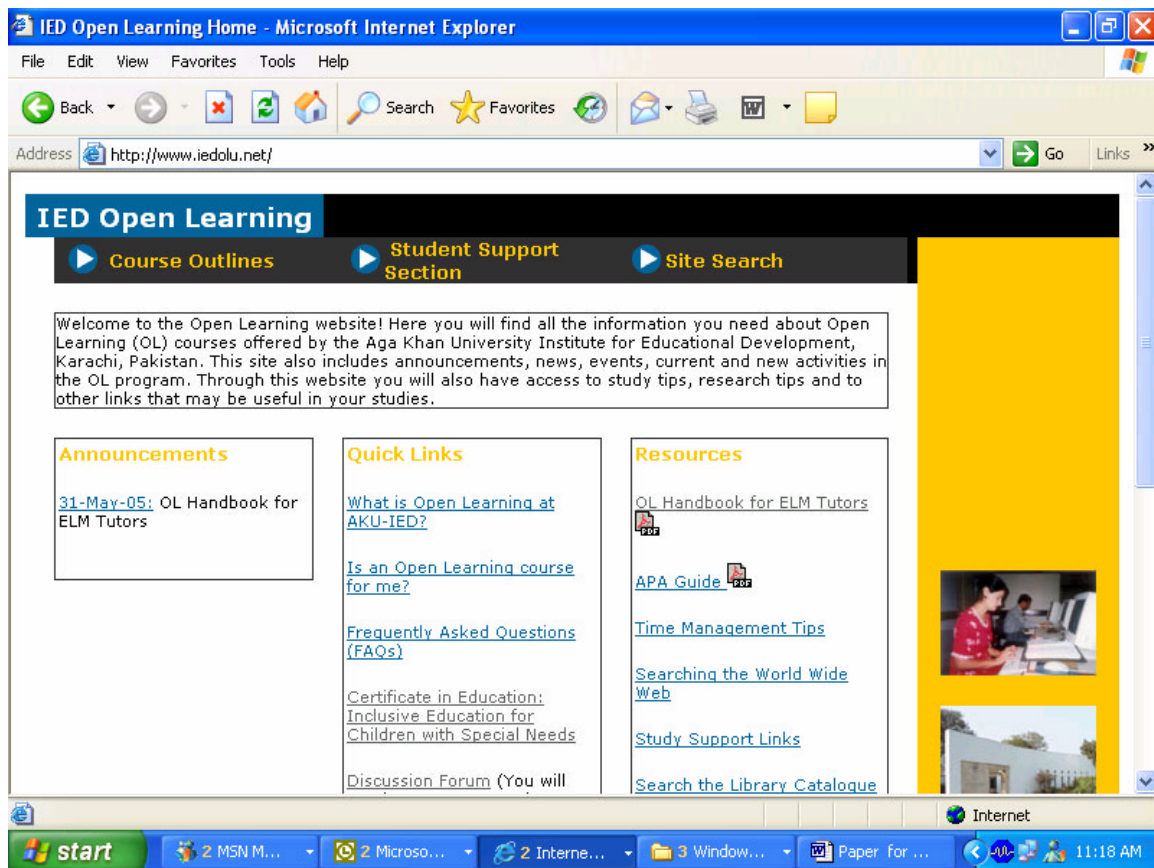 IED Open Learning Home - Microsoft Internet Explorer
File Edit View Favorites Tools Help
Back Search Favorites
Address http://www.iedolu.net/ Go Links »
IED Open Learning
Course Outlines
Student Support
Section
Site Search
Welcome to the Open Learning website! Here you will find all the information you need about Open
Learning (OL) courses offered by the Aga Khan University Institute for Educational Development,
Karachi, Pakistan. This site also includes announcements, news, events, current and new activities in
the OL program. Through this website you will also have access to study tips, research tips and to
other links that may be useful in your studies.
Announcements
31-May-05: OL Handbook for
ELM Tutors
Quick Links
What is Open Learning at
AKU-IED?
Is an Open Learning course
for me?
Frequently Asked Questions
(FAQs)
Certificate in Education:
Inclusive Education for
Children with Special Needs
Discussion Forum (You will
Resources
OL Handbook for ELM Tutors
PDF
APA Guide PDF
Time Management Tips
Searching the World Wide
Web
Study Support Links
Search the Library Catalogue
Internet
start 2 MSN M... 2 Microso... 2 Interne... 3 Window... Paper for ... 11:18 AM